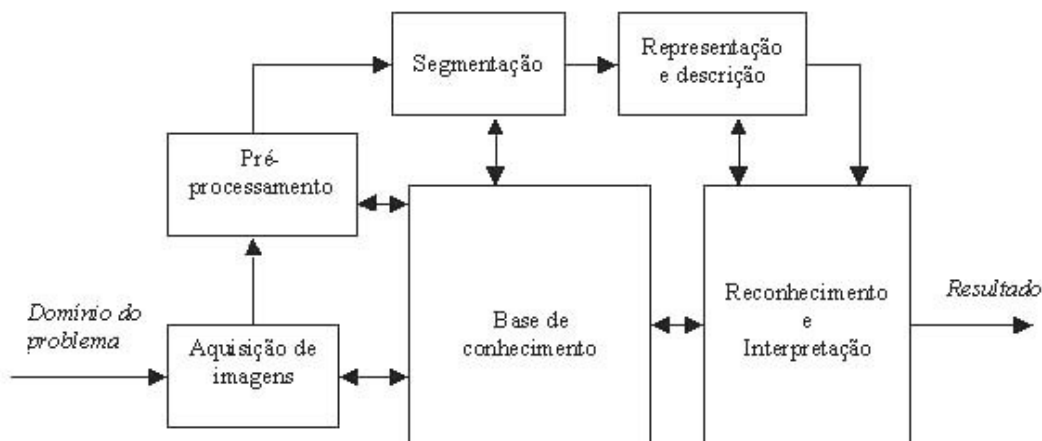 Segmentação
Representação
e descrição
Pré-
processamento
Domínio do
problema
Aquisição de
imagens
Base de
conhecimento
Reconhecimento
e
Interpretação
Resultado